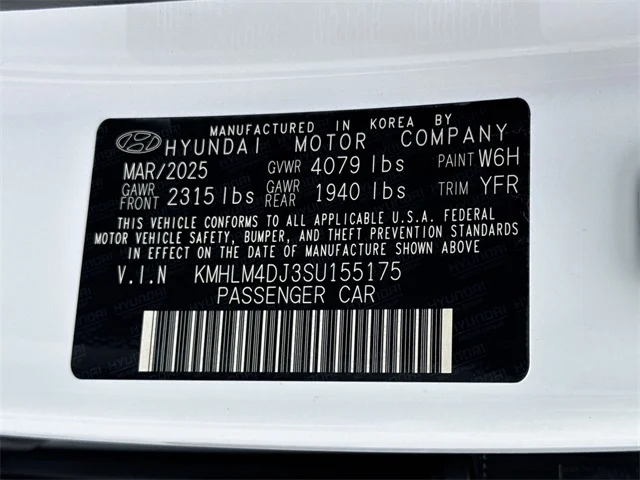 MANUFACTURED IN KOREA BY
HYUNDAI MOTOR COMPANY
MAR/2025 GVWR 4079 lbs PAINT W6H
GAWR FRONT 2315 lbs GAWR REAR 1940 lbs TRIM YFR
THIS VEHICLE CONFORMS TO ALL APPLICABLE U.S.A. FEDERAL
MOTOR VEHICLE SAFETY, BUMPER, AND THEFT PREVENTION STANDARDS
IN EFFECT ON THE DATE OF MANUFACTURE SHOWN ABOVE.
V.I.N KMHLM4DJ3SU155175
PASSENGER CAR